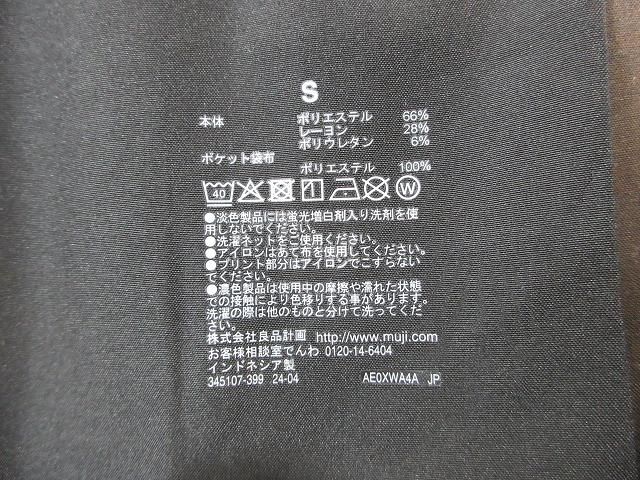 S
本体 ポリエステル 66%
レーヨン 28%
ポリウレタン 6%
ポケット袋布
ポリエステル 100%
40 W
●淡色製品には蛍光増白剤入り洗剤を使
用しないでください。
●洗濯ネットをご使用ください。
●アイロンはあて布を使用してください。
●プリント部分はアイロンでこすらない
でください。
●濃色製品は使用中の摩擦や濡れた状態
での接触により色移りする事があります。
洗濯の際は他のものと分けて洗ってくだ
さい。
株式会社良品計画 http://www.muji.com
お客様相談室でんわ 0120-14-6404
インドネシア製
345107-399 24-04 AE0XWA4A JP